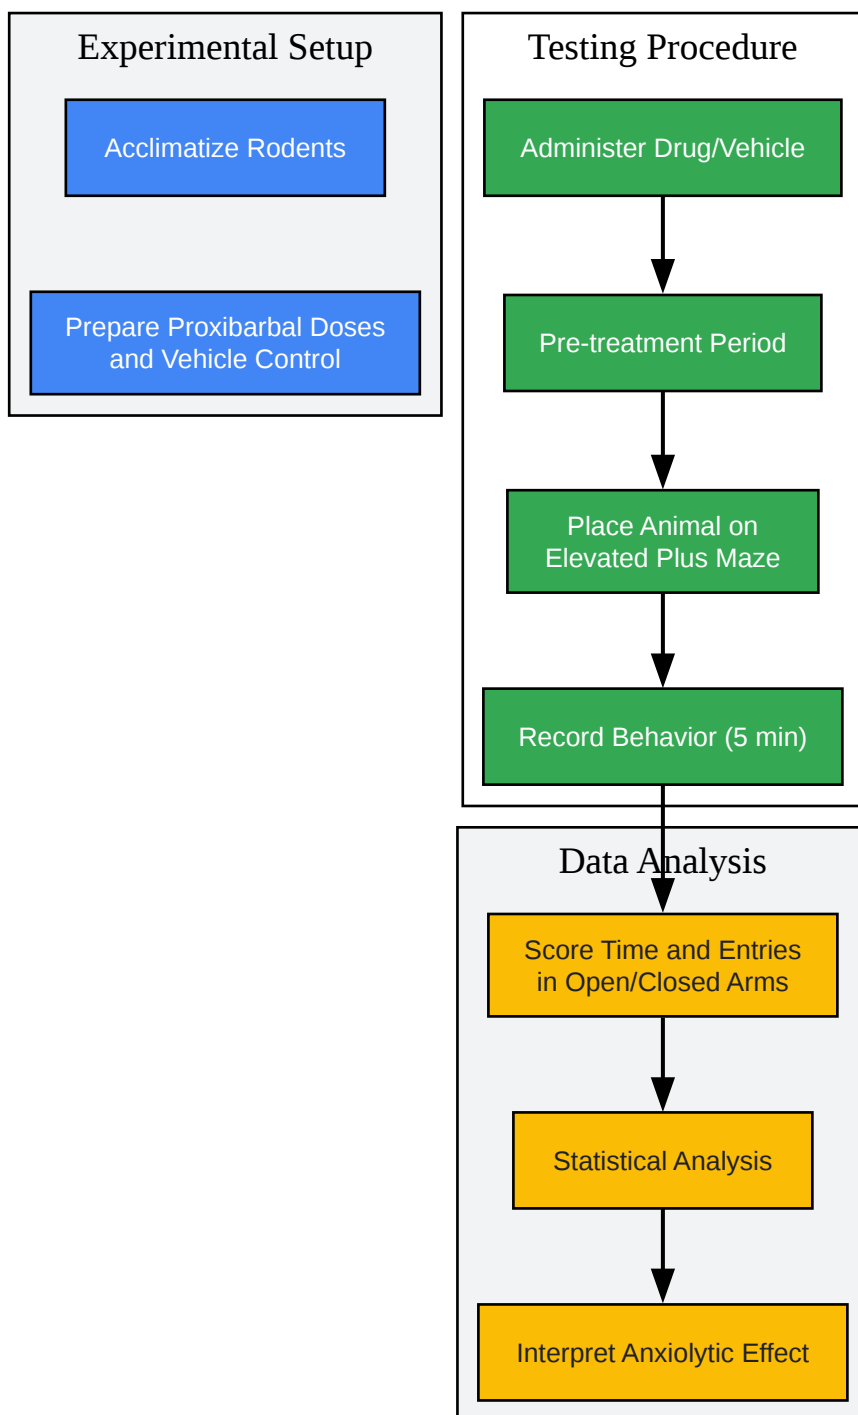 Experimental Setup
Acclimatize Rodents
Prepare Proxibarbal Doses
and Vehicle Control
Testing Procedure
Administer Drug/Vehicle
Pre-treatment Period
Place Animal on
Elevated Plus Maze
Record Behavior (5 min)
Data Analysis
Score Time and Entries
in Open/Closed Arms
Statistical Analysis
Interpret Anxiolytic Effect